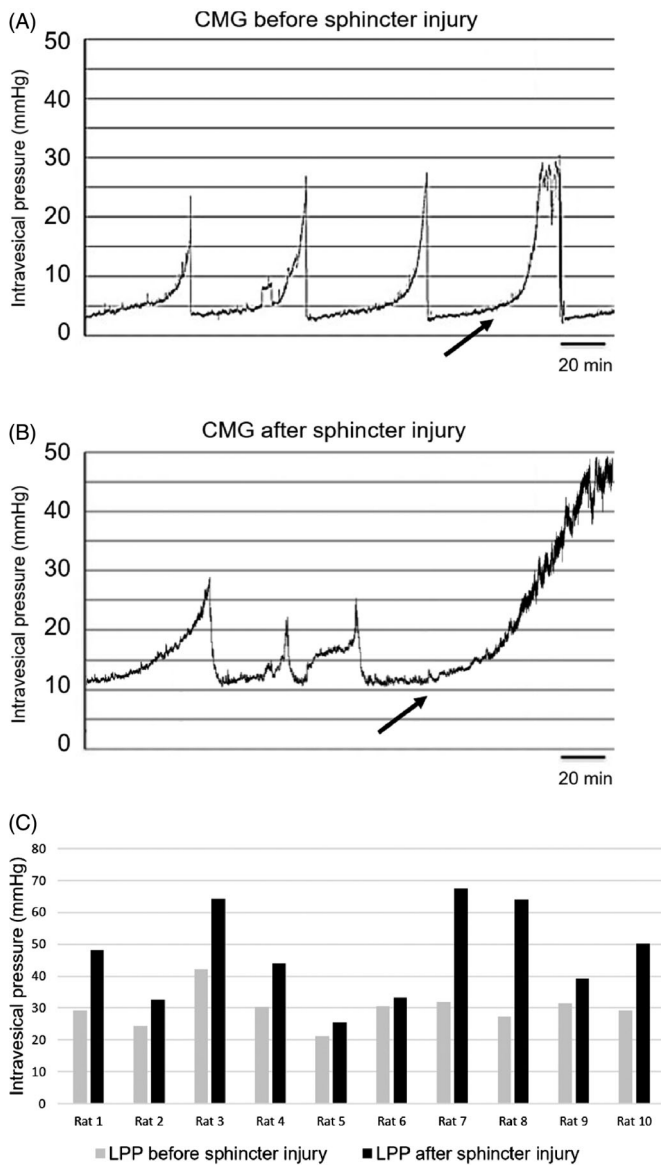 (A)
CMG before sphincter injury
Intravesical pressure (mmHg)
50
40
30
20
10
0
20 min
(B)
CMG after sphincter injury
Intravesical pressure (mmHg)
50
40
30
20
10
0
20 min
(C)
Intravesical pressure (mmHg)
80
70
60
50
40
30
20
10
0
Rat 1 Rat 2 Rat 3 Rat 4 Rat 5 Rat 6 Rat 7 Rat 8 Rat 9 Rat 10
LPP before sphincter injury LPP after sphincter injury